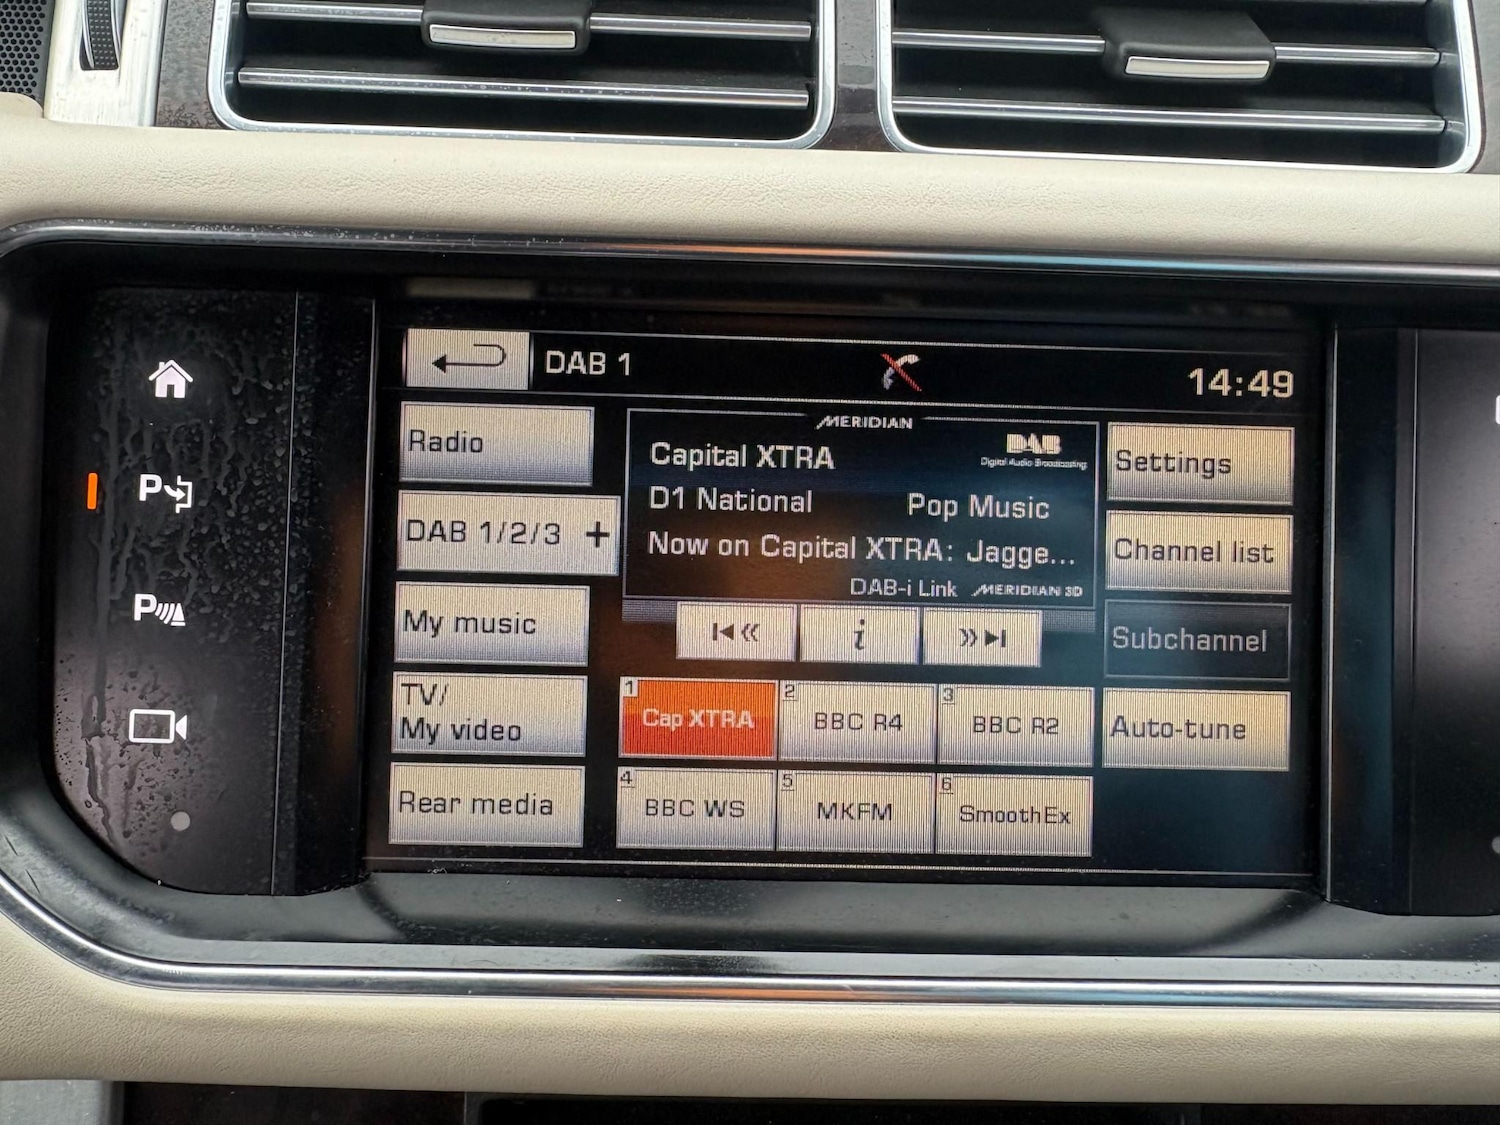 DAB 1
14:49
Radio
DAB 1/2/3 +
My music
TV/
My video
Rear media
MERIDIAN
Capital XTRA
DAB
Digital Audio Broadcasting
D1 National Pop Music
Now on Capital XTRA: Jagge...
DAB-i Link MERIDIAN 3D
i
1 Cap XTRA
2 BBC R4
3 BBC R2
4 BBC WS
5 MKFM
6 SmoothEx
Settings
Channel list
Subchannel
Auto-tune
P
P